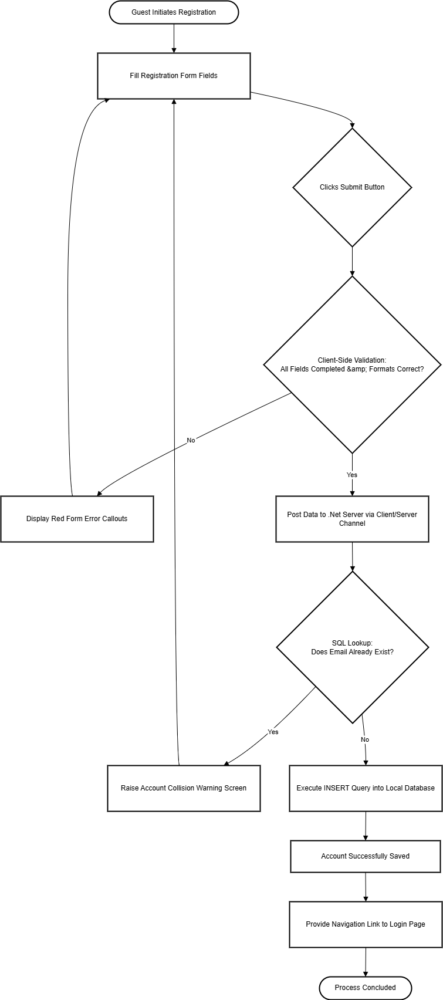 Guest Initiates Registration
Fill Registration Form Fields
Clicks Submit Button
Client-Side Validation:
All Fields Completed &amp; Formats Correct?
No
Yes
Display Red Form Error Callouts
Post Data to .Net Server via Client/Server
Channel
SQL Lookup:
Does Email Already Exist?
Yes
No
Raise Account Collision Warning Screen
Execute INSERT Query into Local Database
Account Successfully Saved
Provide Navigation Link to Login Page
Process Concluded